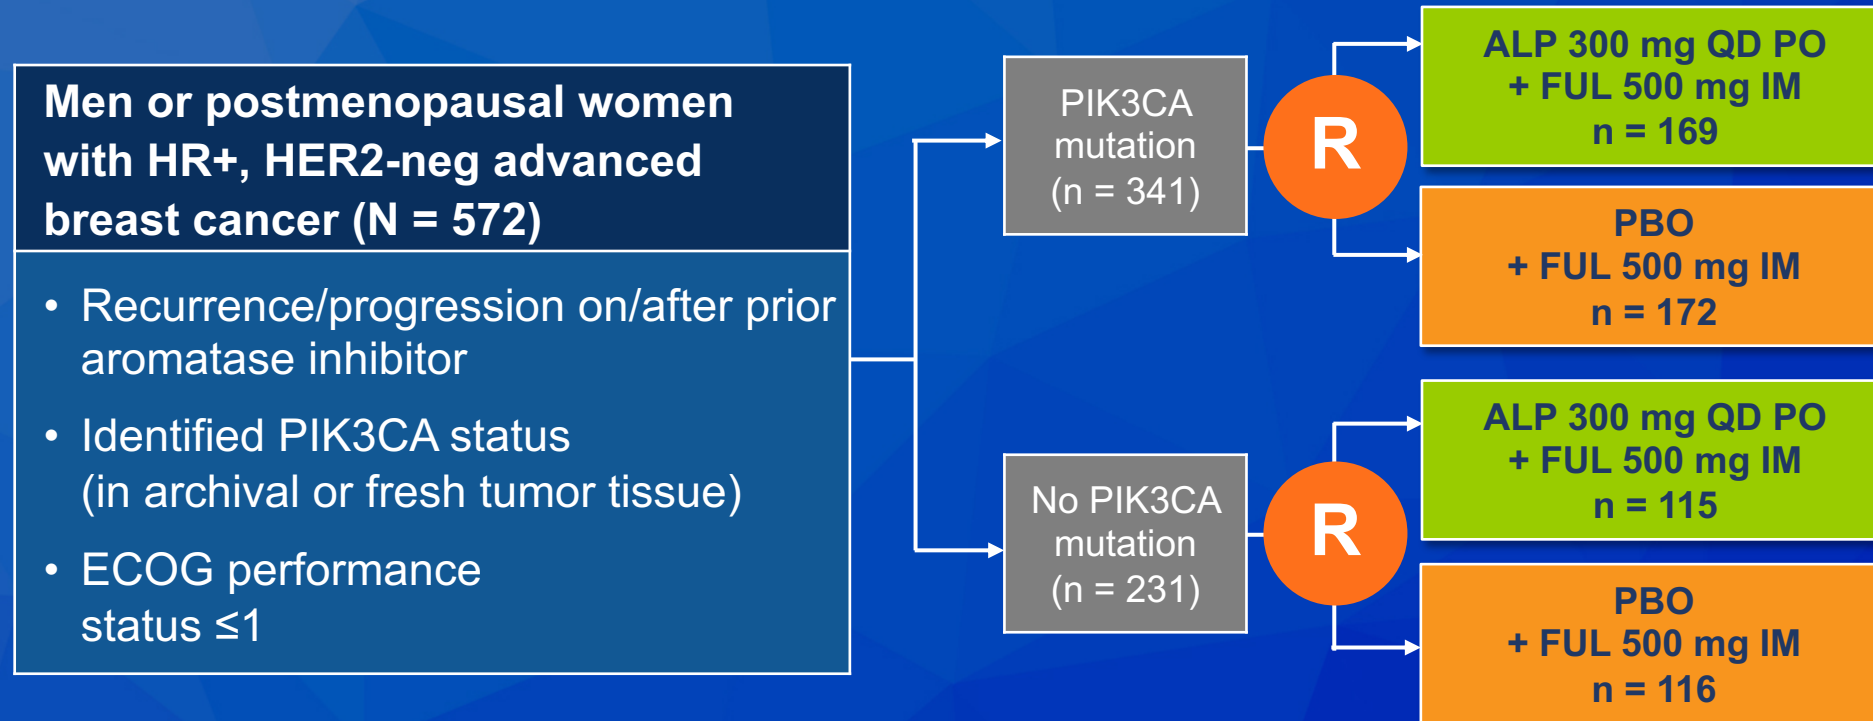 Men or postmenopausal women
with HR+, HER2-neg advanced
breast cancer (N = 572)
• Recurrence/progression on/after prior
aromatase inhibitor
• Identified PIK3CA status
(in archival or fresh tumor tissue)
• ECOG performance
status ≤1
PIK3CA
mutation
(n = 341)
R
ALP 300 mg QD PO
+ FUL 500 mg IM
n = 169
PBO
+ FUL 500 mg IM
n = 172
No PIK3CA
mutation
(n = 231)
R
ALP 300 mg QD PO
+ FUL 500 mg IM
n = 115
PBO
+ FUL 500 mg IM
n = 116